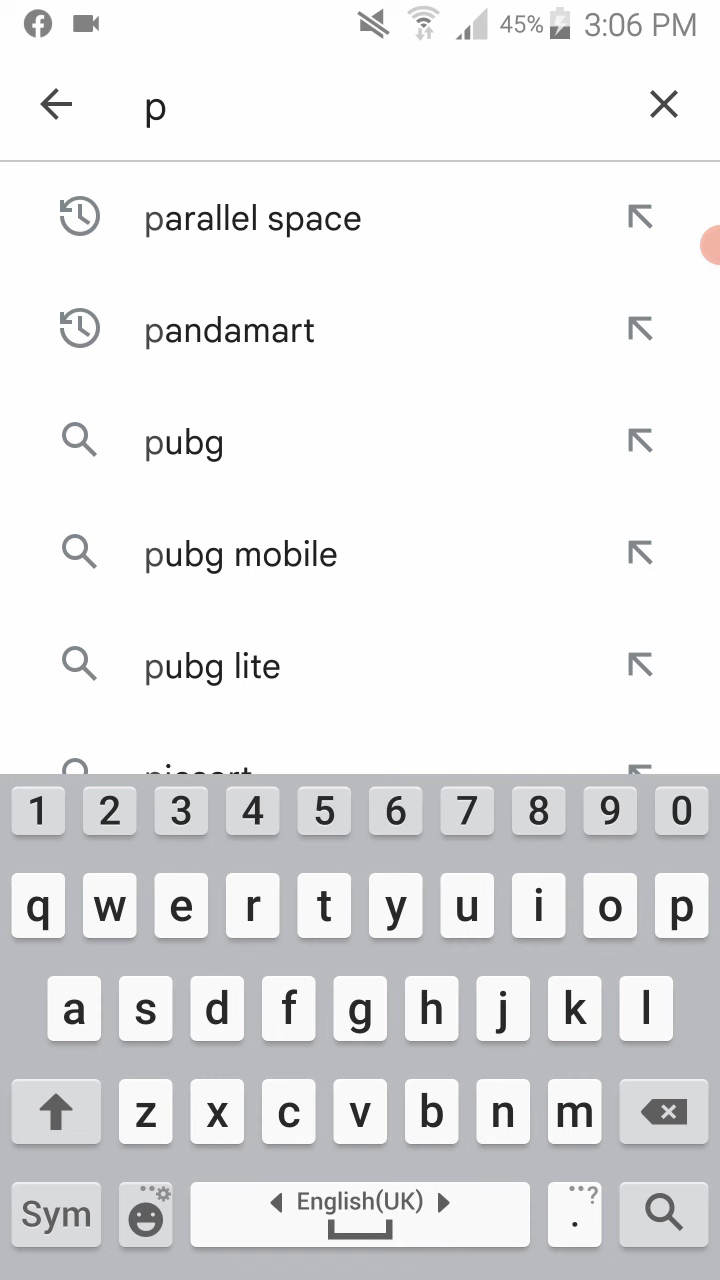 45% 3:06 PM
p
parallel space
pandamart
pubg
pubg mobile
pubg lite
picsart
1 2 3 4 5 6 7 8 9 0
q w e r t y u i o p
a s d f g h j k l
z x c v b n m
Sym English(UK) . ?